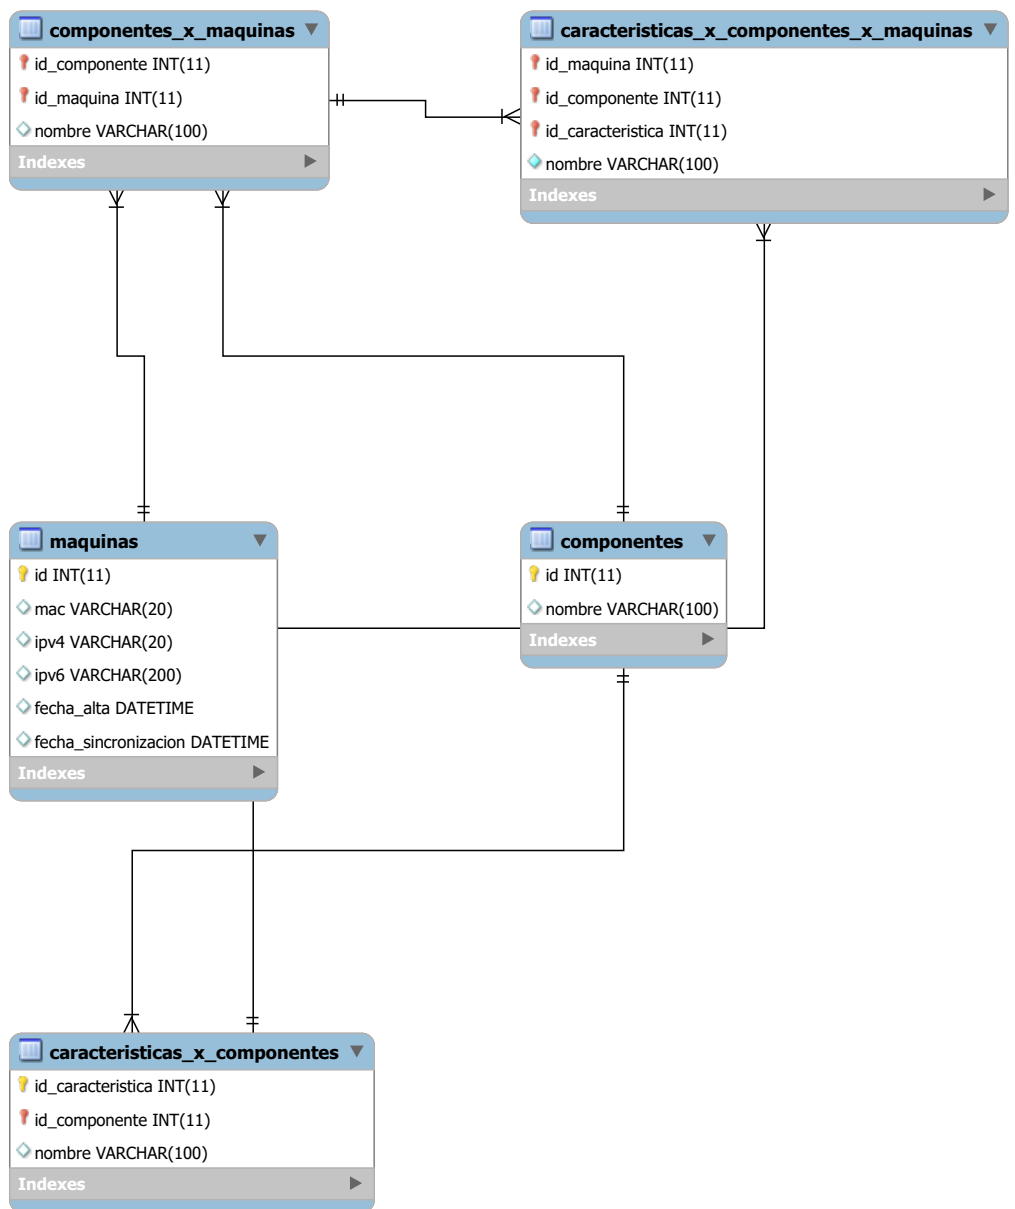 componentes_x_maquinas
id_componente INT(11)
id_maquina INT(11)
nombre VARCHAR(100)
Indexes
caracteristicas_x_componentes_x_maquinas
id_maquina INT(11)
id_componente INT(11)
id_caracteristica INT(11)
nombre VARCHAR(100)
Indexes
maquinas
id INT(11)
mac VARCHAR(20)
ipv4 VARCHAR(20)
ipv6 VARCHAR(200)
fecha_alta DATETIME
fecha_sincronizacion DATETIME
Indexes
componentes
id INT(11)
nombre VARCHAR(100)
Indexes
caracteristicas_x_componentes
id_caracteristica INT(11)
id_componente INT(11)
nombre VARCHAR(100)
Indexes